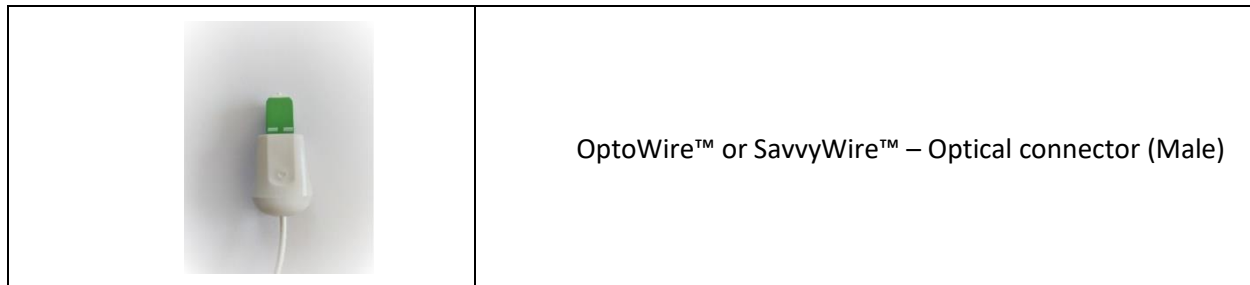 OptoWire™ or SavvyWire™ – Optical connector (Male)